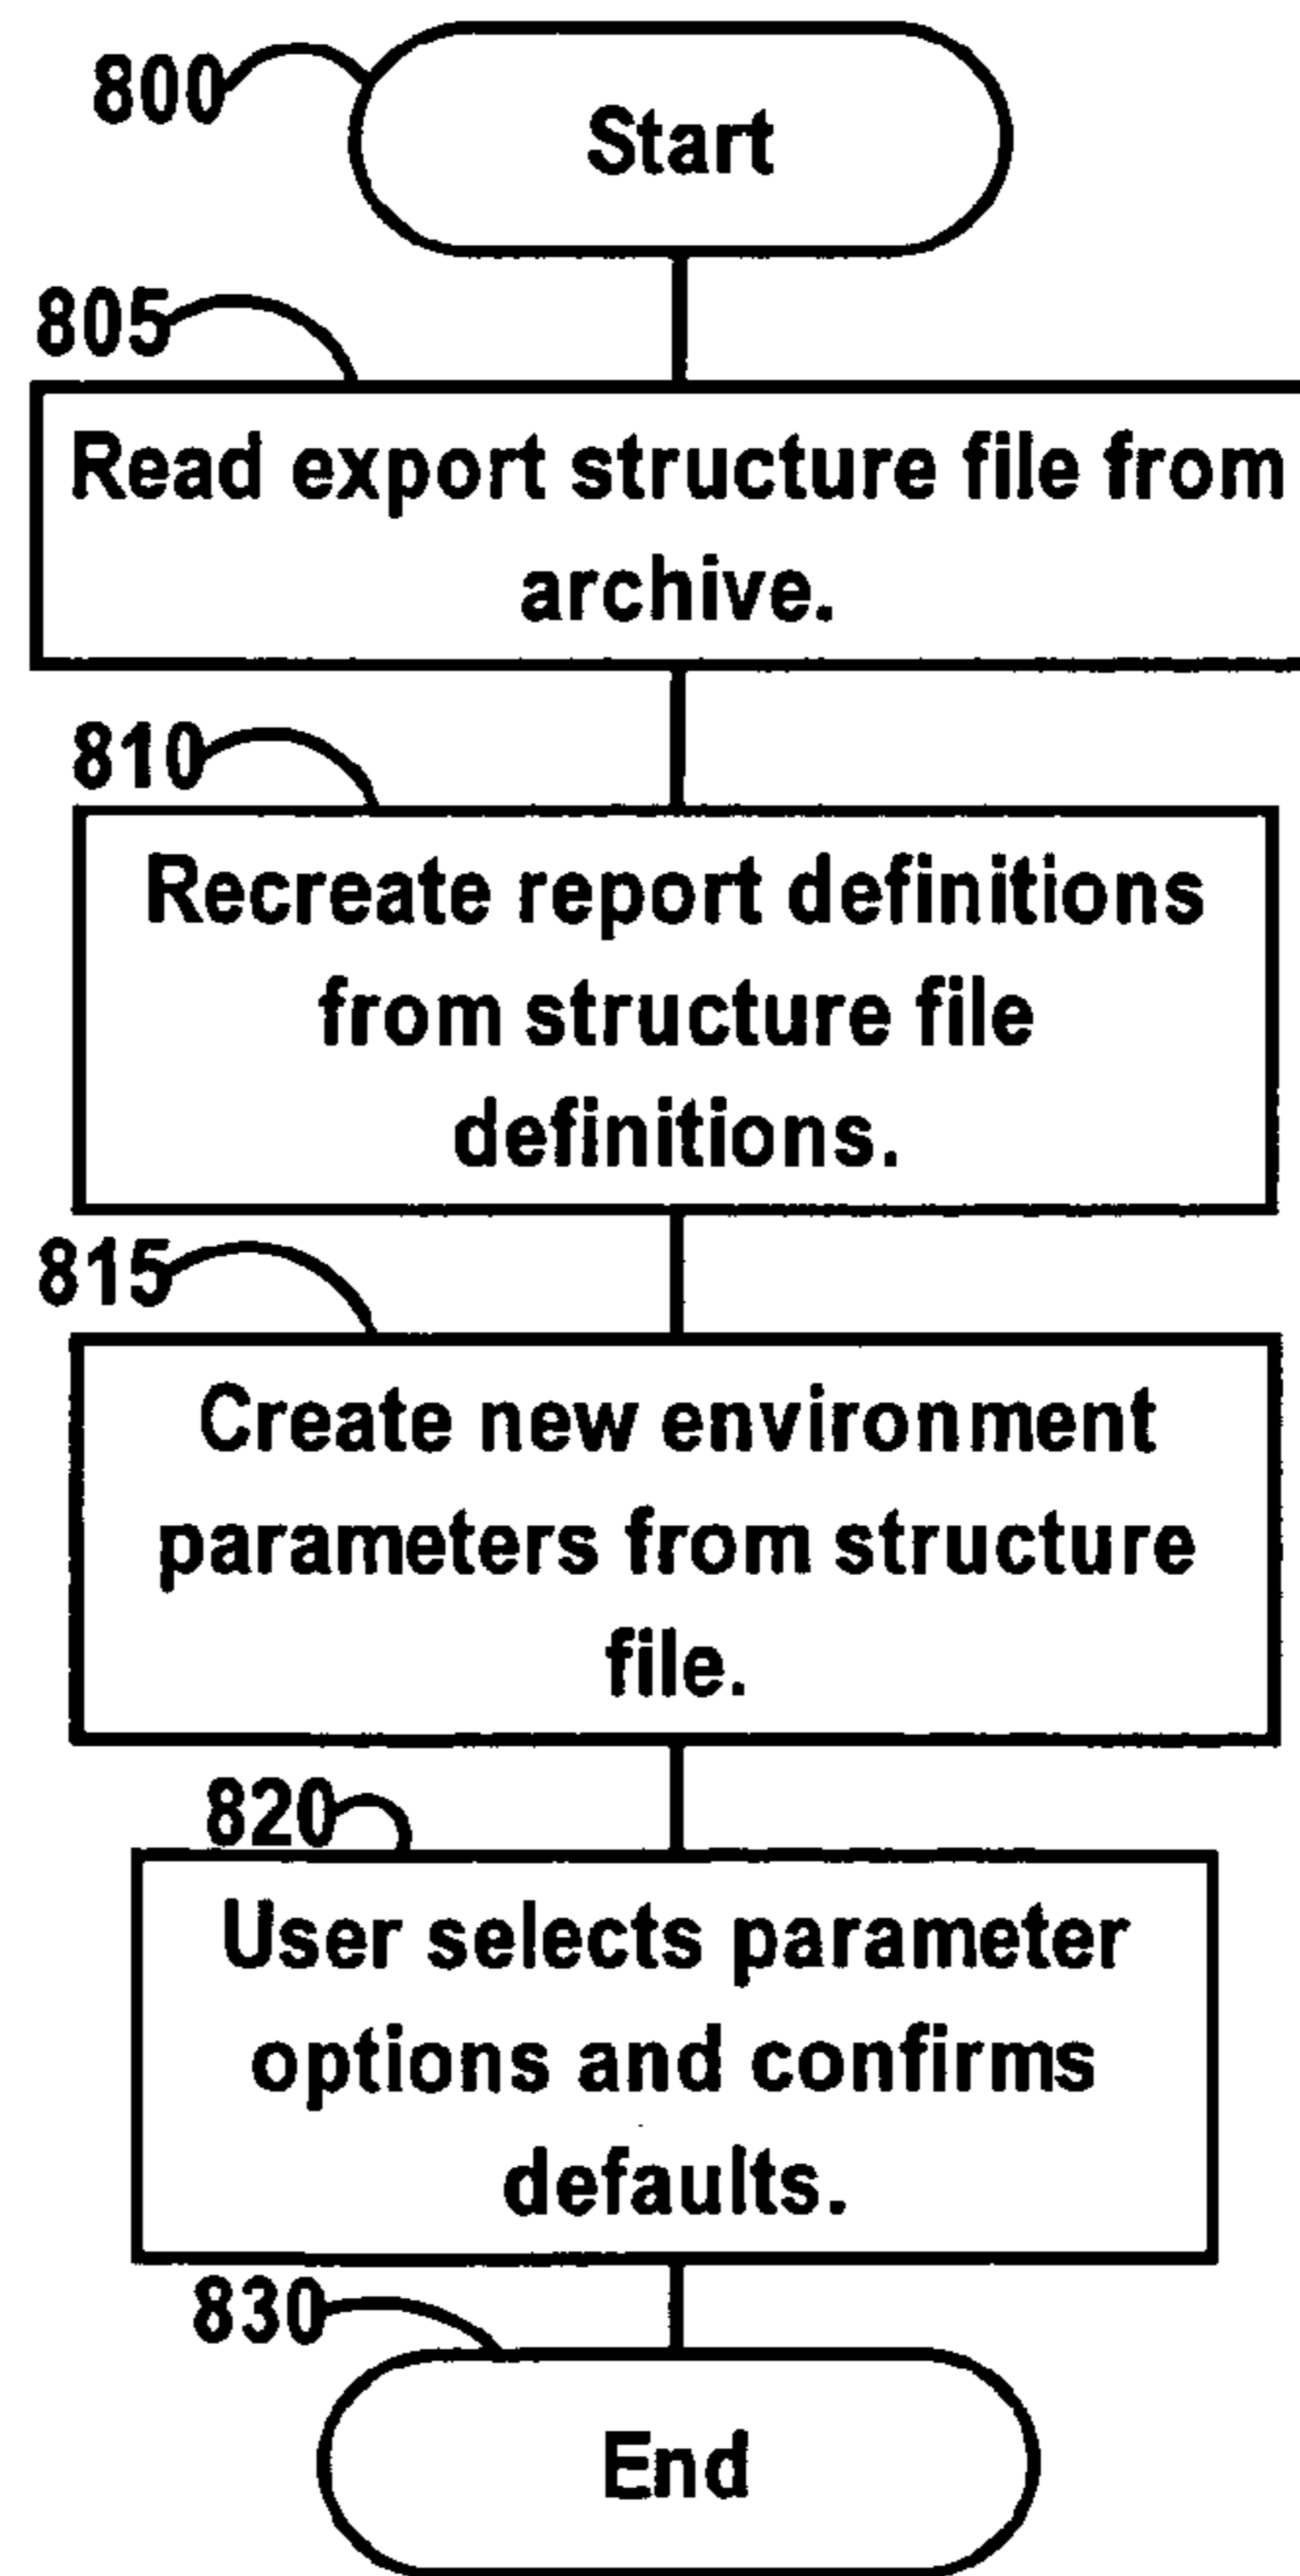 800
Start
805
Read export structure file from
archive.
810
Recreate report definitions
from structure file
definitions.
815
Create new environment
parameters from structure
file.
820
User selects parameter
options and confirms
defaults.
830
End